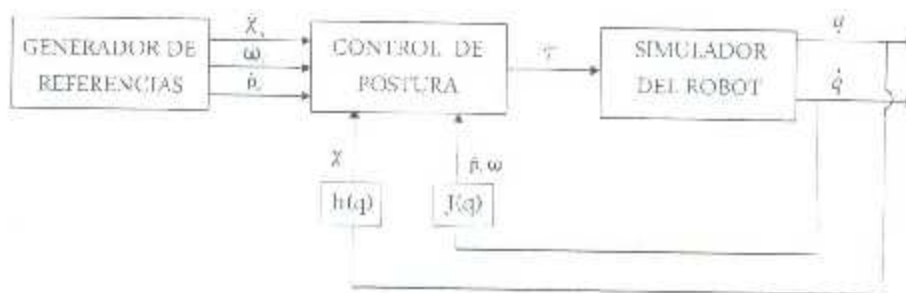 GENERADOR DE
REFERENCIAS
ω
CONTROL DE
POSTURA
τ
SIMULADOR
DEL ROBOT
q
q̇
χ
ṗ, ω
h(q)
J(q)